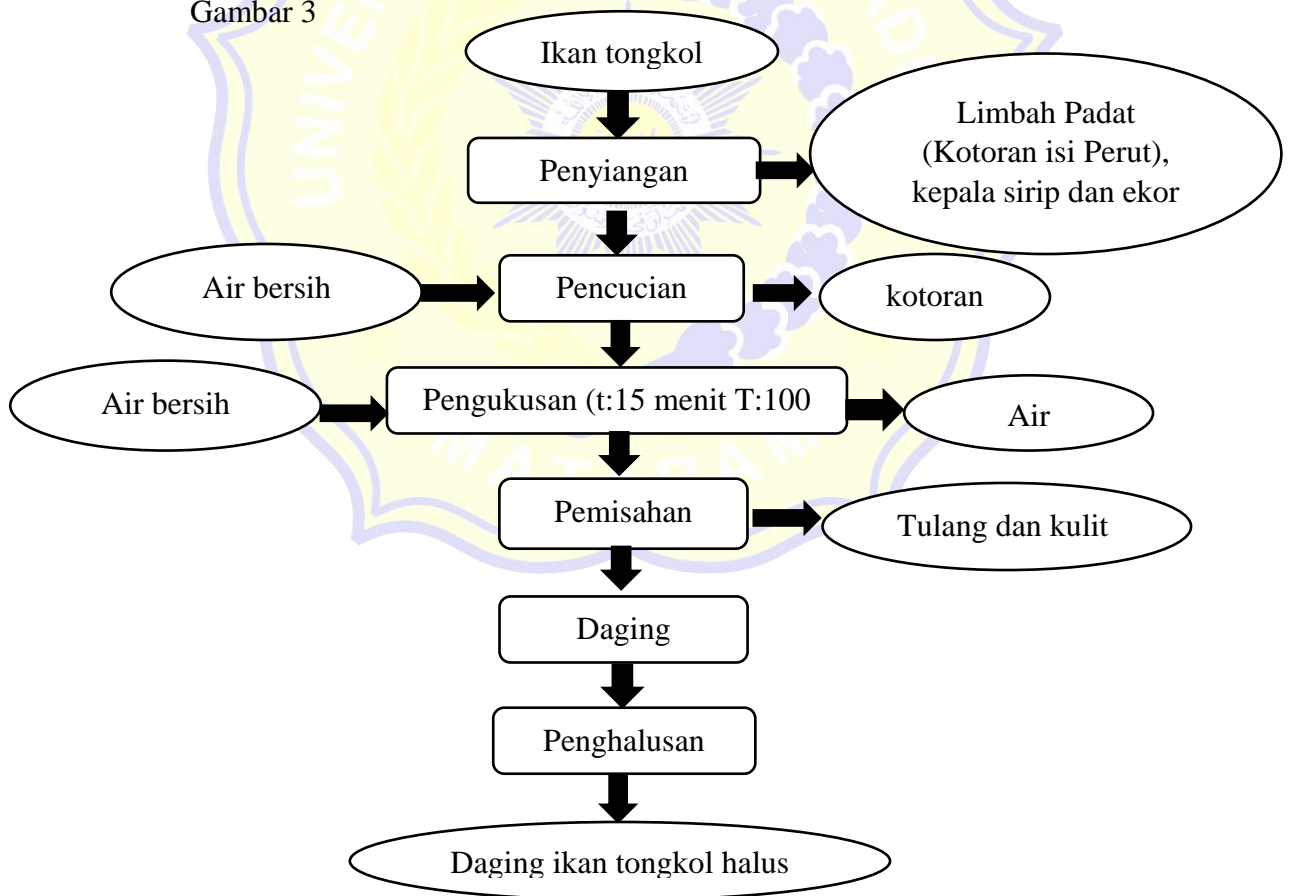 Gambar 3
Ikan tongkol
Limbah Padat
(Kotoran isi Perut),
kepala sirip dan ekor
Penyiangan
Air bersih
Pencucian
kotoran
Air bersih
Pengukusan (t:15 menit T:100
Air
Pemisahan
Tulang dan kulit
Daging
Penghalusan
Daging ikan tongkol halus